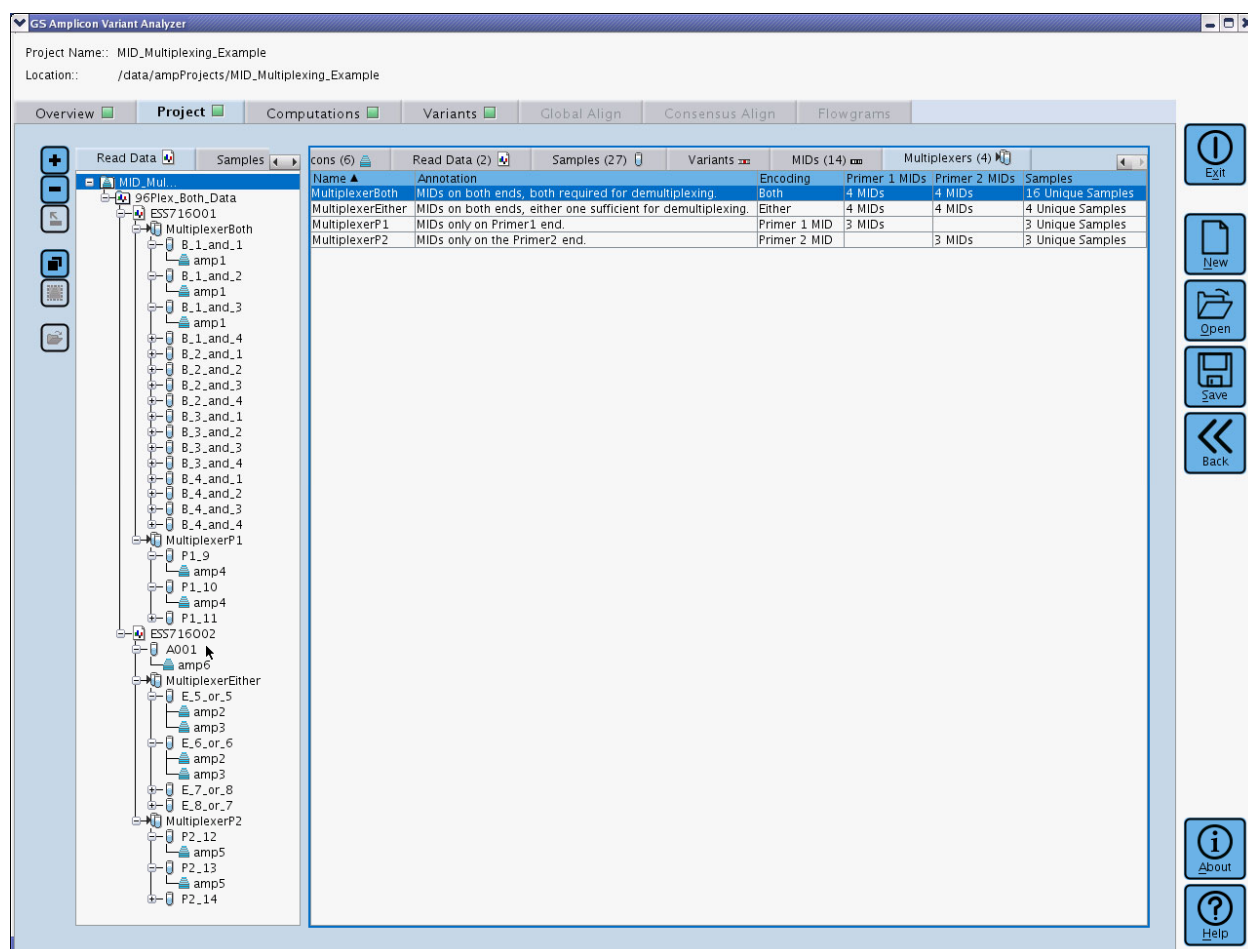 GS Amplicon Variant Analyzer
Project Name:: MID_Multiplexing_Example
Location:: /data/ampProjects/MID_Multiplexing_Example
Overview Project Computations Variants Global Align Consensus Align Flowgrams
Read Data Samples
MID_Mul...
96Plex_Both_Data
ESS716O01
MultiplexerBoth
B_1_and_1
amp1
B_1_and_2
amp1
B_1_and_3
amp1
B_1_and_4
B_2_and_1
B_2_and_2
B_2_and_3
B_2_and_4
B_3_and_1
B_3_and_2
B_3_and_3
B_3_and_4
B_4_and_1
B_4_and_2
B_4_and_3
B_4_and_4
MultiplexerP1
P1_9
amp4
P1_10
amp4
P1_11
ESS716O02
A001
amp6
MultiplexerEither
E_5_or_5
amp2
amp3
E_6_or_6
amp2
amp3
E_7_or_8
E_8_or_7
MultiplexerP2
P2_12
amp5
P2_13
amp5
P2_14
cons (6) Read Data (2) Samples (27) Variants MIDs (14) Multiplexers (4)
Name Annotation Encoding Primer 1 MIDs Primer 2 MIDs Samples
MultiplexerBoth MIDs on both ends, both required for demultiplexing. Both 4 MIDs 4 MIDs 16 Unique Samples
MultiplexerEither MIDs on both ends, either one sufficient for demultiplexing. Either 4 MIDs 4 MIDs 4 Unique Samples
MultiplexerP1 MIDs only on Primer1 end. Primer 1 MID 3 MIDs 3 Unique Samples
MultiplexerP2 MIDs only on the Primer2 end. Primer 2 MID 3 MIDs 3 Unique Samples
Exit
New
Open
Save
Back
About
Help